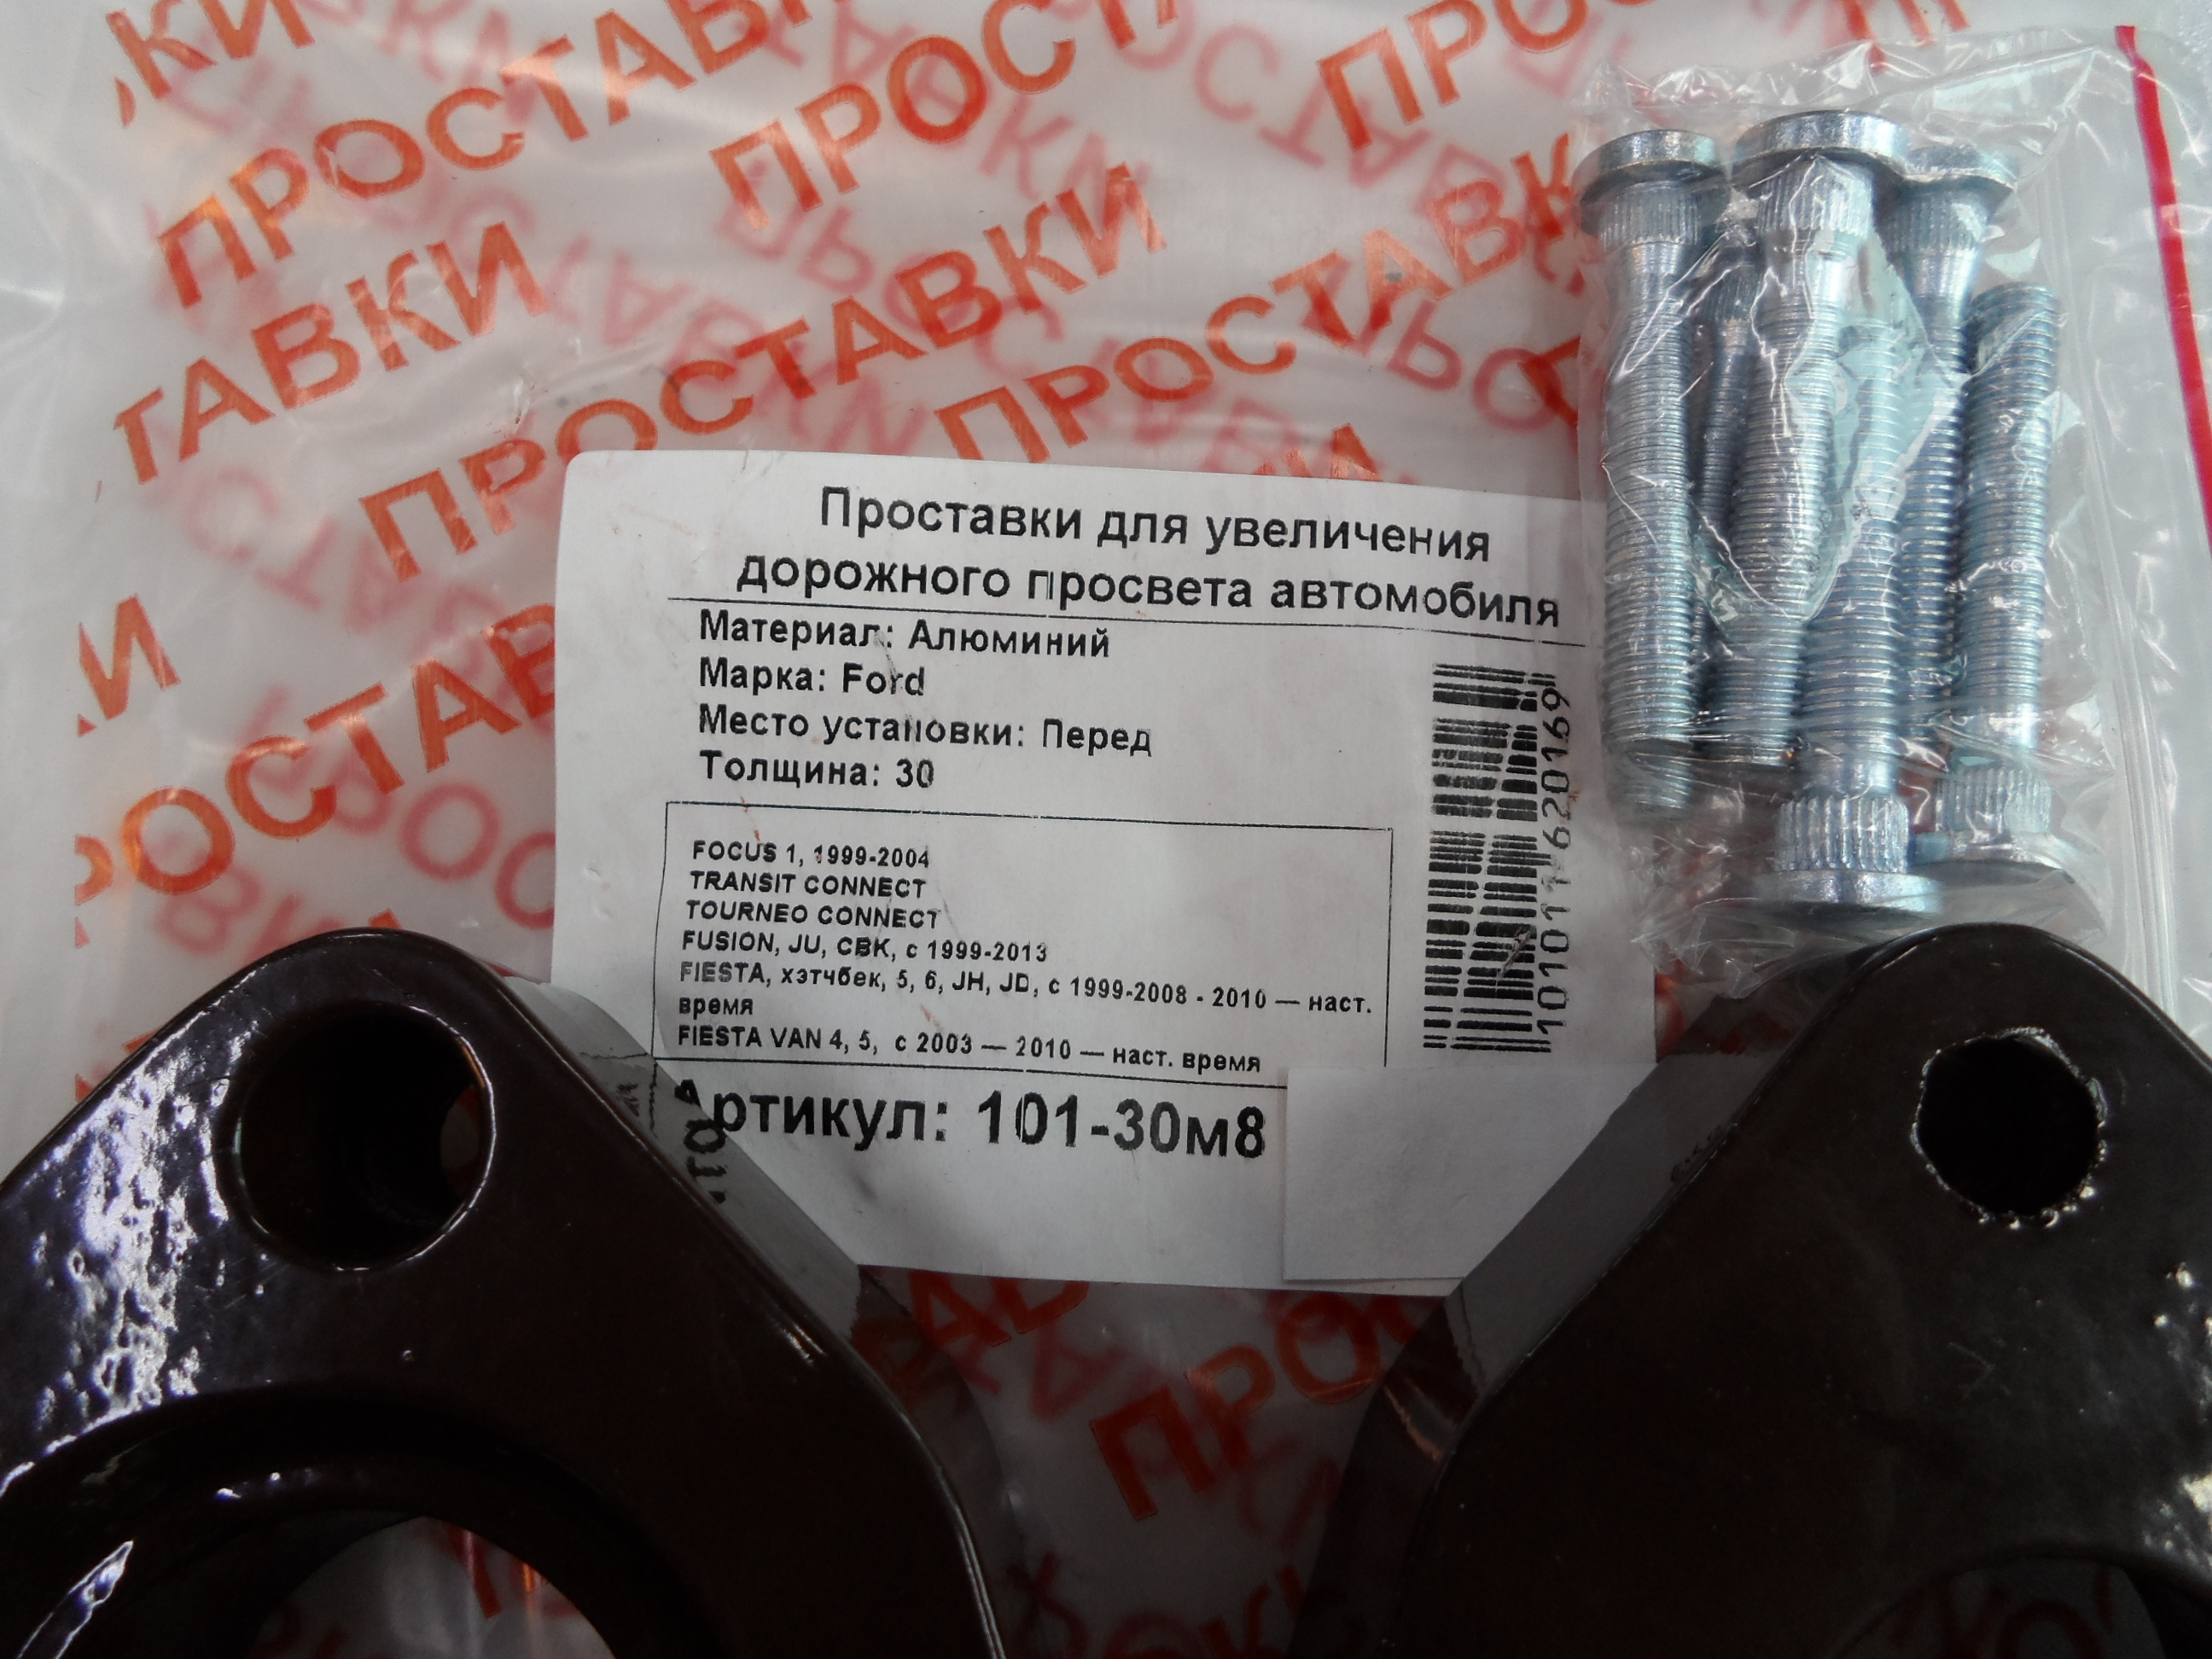 ПРОСТАВКИ
ПРОСТАВКИ
ПРОСТАВКИ
Проставки для увеличения
дорожного просвета автомобиля
Материал: Алюминий
Марка: Ford
Место установки: Перед
Толщина: 30
FOCUS 1, 1999-2004
TRANSIT CONNECT
TOURNEO CONNECT
FUSION, JU, CBK, с 1999-2013
FIESTA, хэтчбек, 5, 6, JH, JD, с 1999-2008 - 2010 — наст.
время
FIESTA VAN 4, 5, с 2003 — 2010 — наст. время
Артикул: 101-30м8
1010111620169